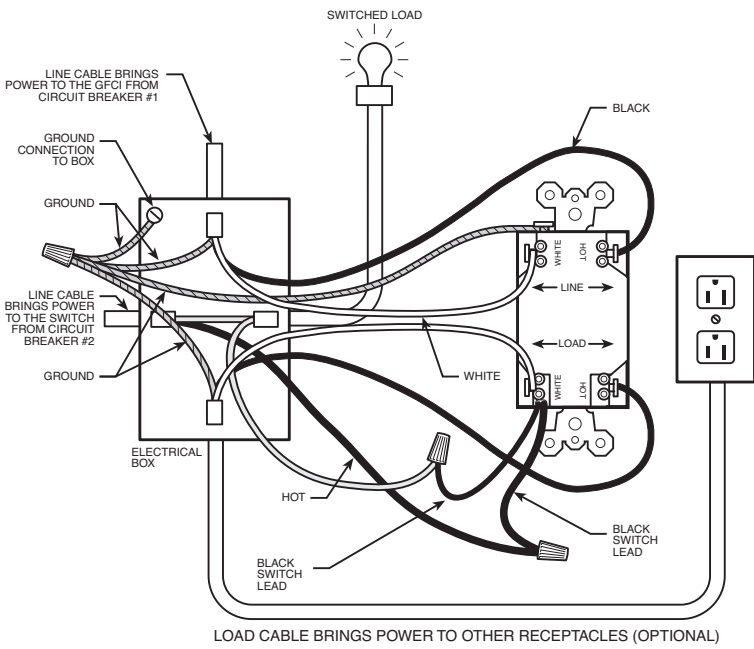 SWITCHED LOAD
LINE CABLE BRINGS
POWER TO THE GFCI FROM
CIRCUIT BREAKER #1
BLACK
GROUND
CONNECTION
TO BOX
GROUND
WHITE
HOT
LINE
LINE CABLE
BRINGS POWER
TO THE SWITCH
FROM CIRCUIT
BREAKER #2
LOAD
GROUND
WHITE
WHITE
HOT
ELECTRICAL
BOX
HOT
BLACK
SWITCH
LEAD
BLACK
SWITCH
LEAD
LOAD CABLE BRINGS POWER TO OTHER RECEPTACLES (OPTIONAL)